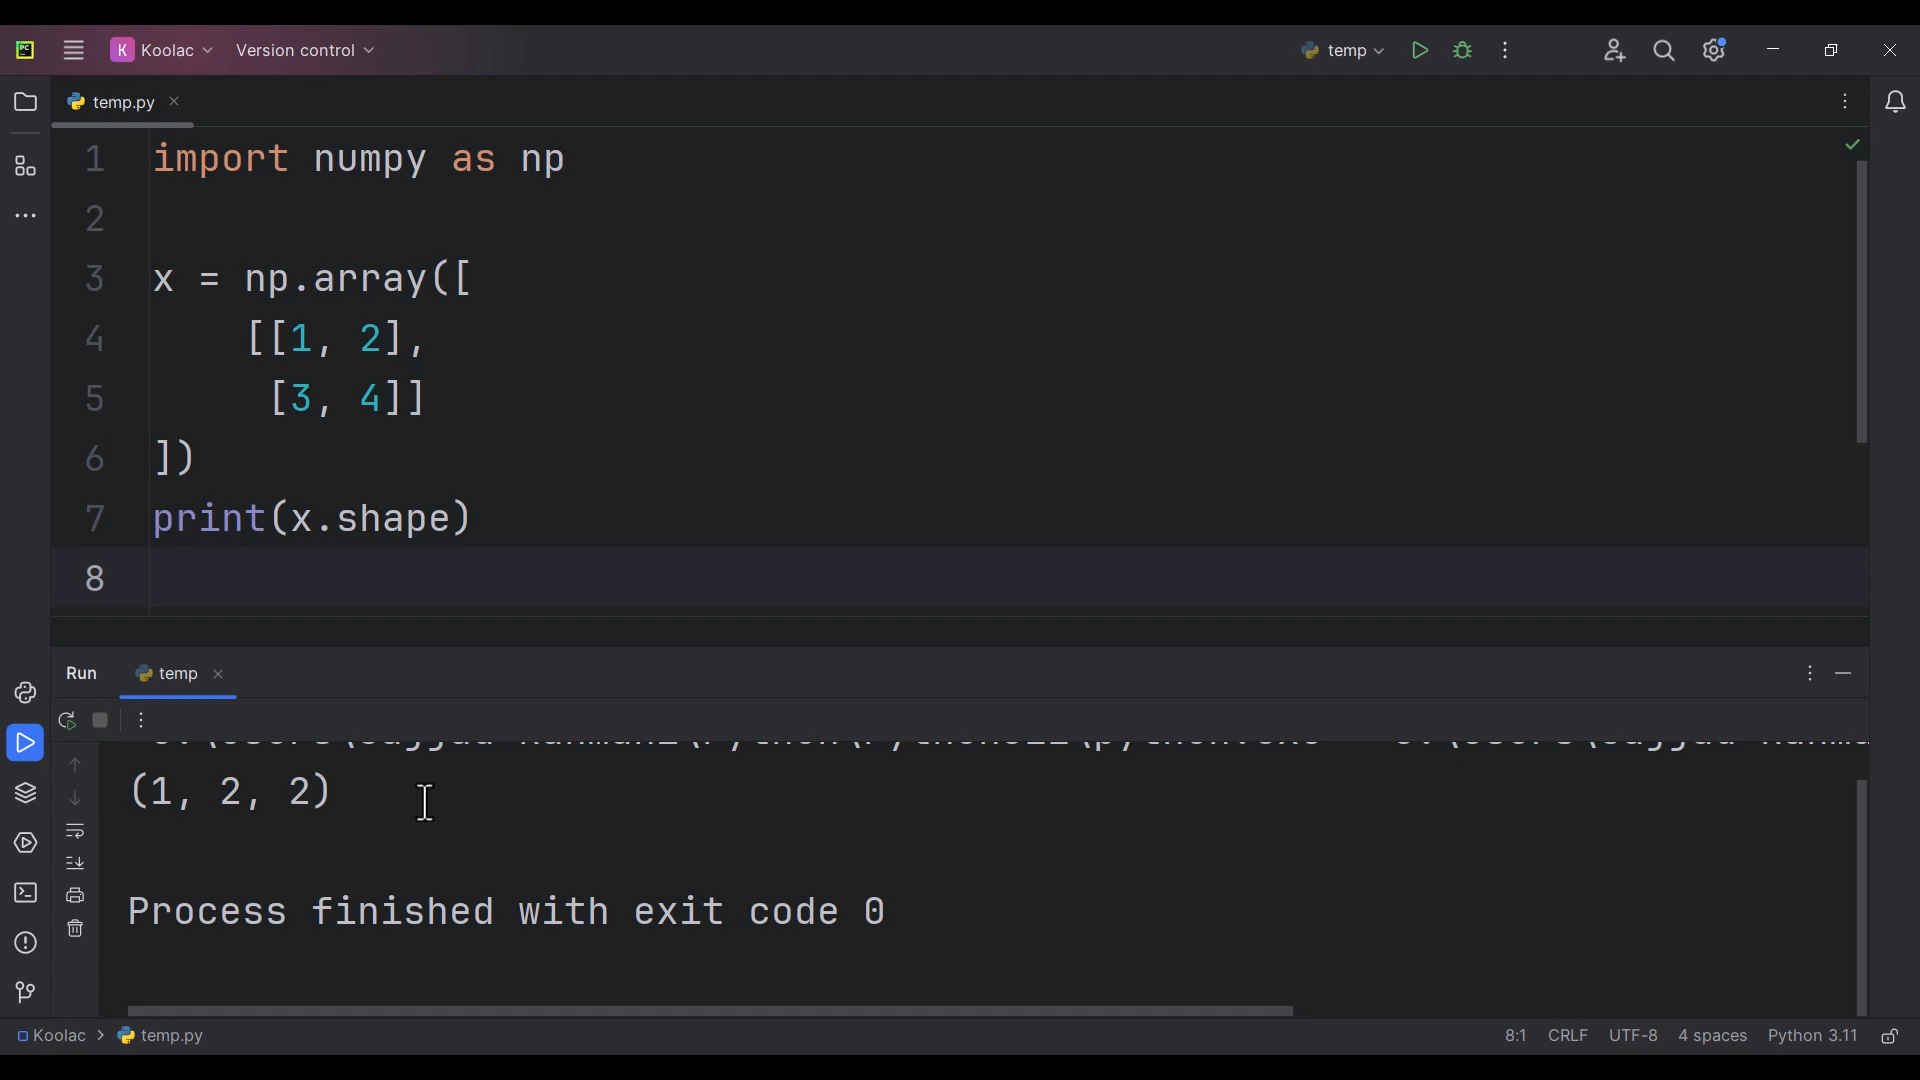 K Koolac Version control temp
temp.py
1 import numpy as np
2
3 x = np.array([
4     [[1, 2],
5      [3, 4]]
6 ])
7 print(x.shape)
8
Run temp
(1, 2, 2)
Process finished with exit code 0
Koolac > temp.py 8:1 CRLF UTF-8 4 spaces Python 3.11